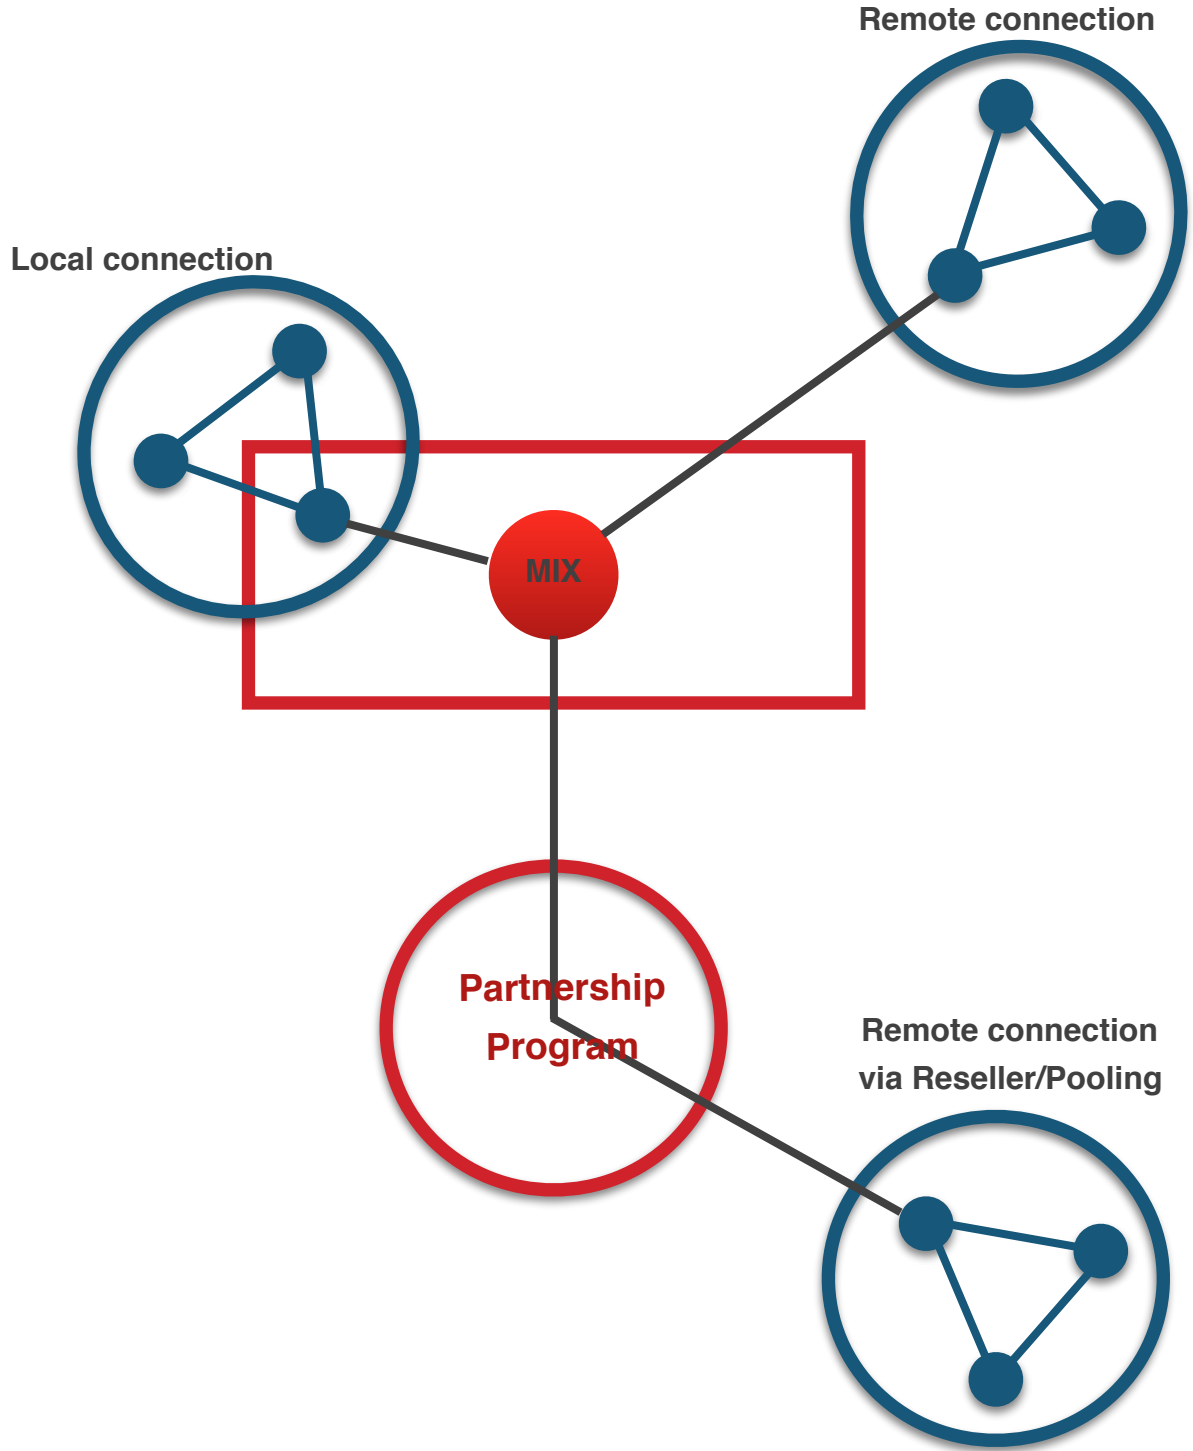 Remote connection
Local connection
MIX
Partnership
Program
Remote connection
via Reseller/Pooling